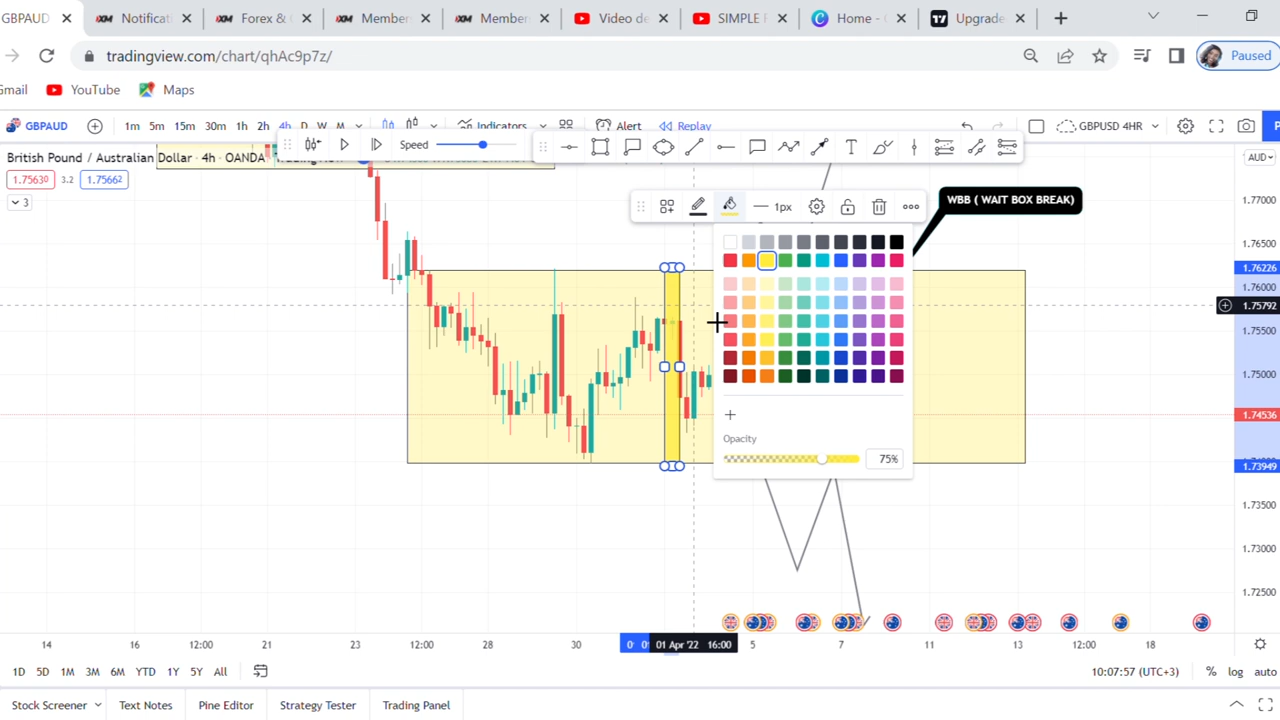 GBPAUD
Notificat
Forex &
Member
Member
Video de
SIMPLE
Home -
Upgrade
tradingview.com/chart/qhAc9p7z/
Paused
Gmail
YouTube
Maps
GBPAUD
1m 5m 15m 30m 1h 2h 4h D W M
Indicators
Alert
Replay
GBPUSD 4HR
British Pound / Australian Dollar · 4h · OANDA
Speed
AUD
1.75630
3.2
1.75662
3
1px
WBB ( WAIT BOX BREAK)
1.77000
1.76500
1.76226
1.76000
1.75792
1.75500
1.75000
1.74536
1.73949
1.73500
1.73000
1.72500
Opacity
75%
14 16 12:00 21 23 12:00 28 30 01 Apr '22 16:00 5 7 11 13 12:00 18
1D 5D 1M 3M 6M YTD 1Y 5Y All
10:07:57 (UTC+3)
% log auto
Stock Screener
Text Notes
Pine Editor
Strategy Tester
Trading Panel